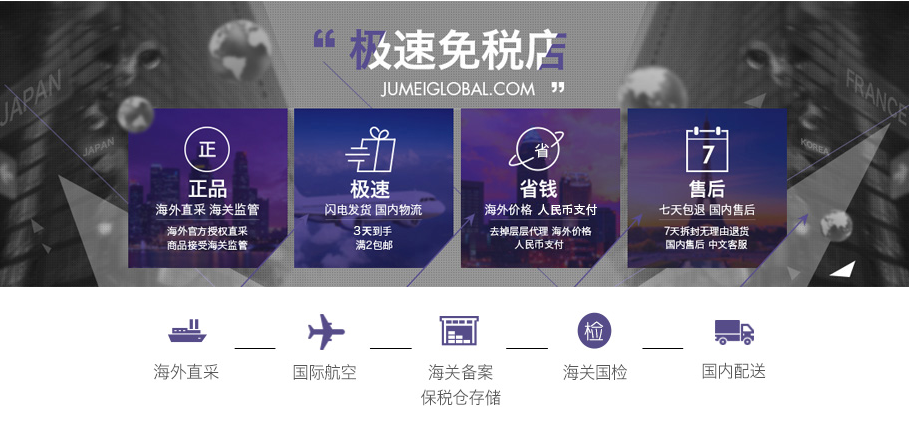 “ 极速免税店
JUMEIGLOBAL.COM ”
JAPAN
JAPAN
FRANCE
KOREA
正
正品
海外直采 海关监管
海外官方授权直采
商品接受海关监管
极速
闪电发货 国内物流
3天到手
满2包邮
省
省钱
海外价格 人民币支付
去掉层层代理 海外价格
人民币支付
7
售后
七天包退 国内售后
7天拆封无理由退货
国内售后 中文客服
海外直采
国际航空
海关备案
保税仓存储
检
海关国检
国内配送